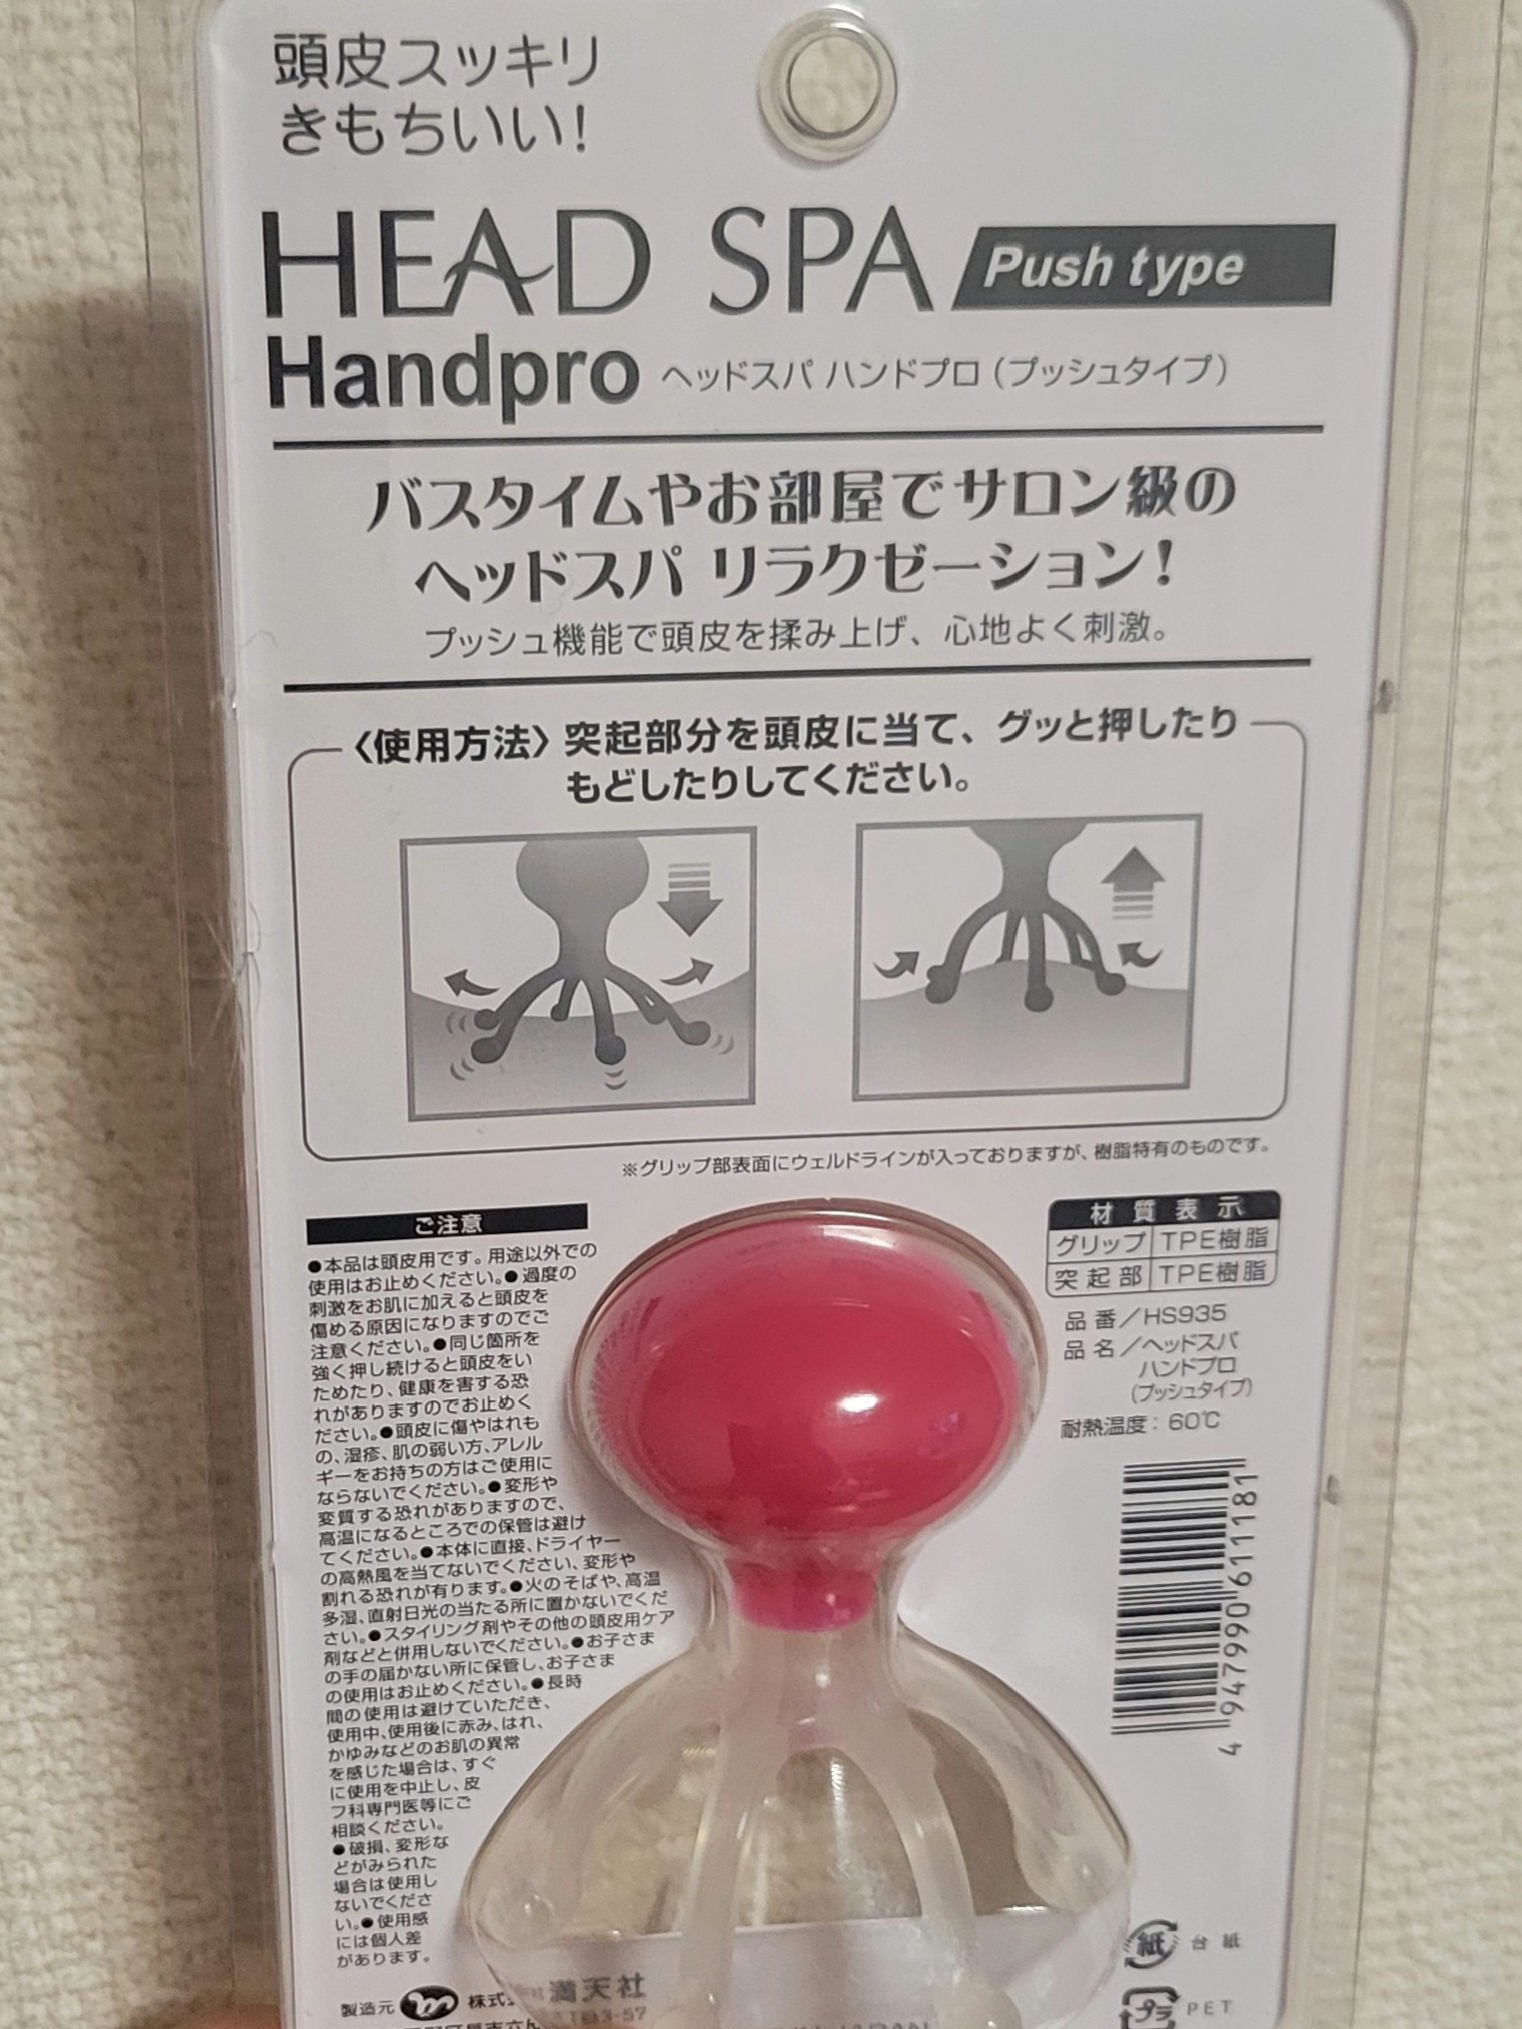 頭皮スッキリ
きもちいい!
HEAD SPA Push type
Handpro ヘッドスパ ハンドプロ（プッシュタイプ）
バスタイムやお部屋でサロン級の
ヘッドスパ リラクゼーション!
プッシュ機能で頭皮を揉み上げ、心地よく刺激。
〈使用方法〉突起部分を頭皮に当て、グッと押したり
もどしたりしてください。
※グリップ部表面にウェルドラインが入っておりますが、樹脂特有のものです。
ご注意
●本品は頭皮用です。用途以外での
使用はお止めください。●過度の
刺激をお肌に加えると頭皮を
傷める原因になりますのでご
注意ください。●同じ箇所を
強く押し続けると頭皮をい
ためたり、健康を害する恐
れがありますのでお止めく
ださい。●頭皮に傷やはれも
の、湿疹、肌の弱い方、アレル
ギーをお持ちの方はご使用に
ならないでください。●変形や
変質する恐れがありますので、
高温になるところでの保管は避け
てください。●本体に直接、ドライヤー
の高熱風を当てないでください、変形や
割れる恐れが有ります。●火のそばや、高温
多湿、直射日光の当たる所に置かないでくだ
さい。●スタイリング剤やその他の頭皮用ケア
剤などと併用しないでください。●お子さま
の手の届かない所に保管し、お子さま
の使用はお止めください。●長時
間の使用は避けていただき、
使用中、使用後に赤み、はれ、
かゆみなどのお肌の異常
を感じた場合は、すぐ
に使用を中止し、皮
フ科専門医等にご
相談ください。
●破損、変形な
どがみられた
場合は使用し
ないでくださ
い。●使用感
には個人差
があります。
材質表示
グリップ TPE樹脂
突起部 TPE樹脂
品番／HS935
品名／ヘッドスパ
ハンドプロ
(プッシュタイプ)
耐熱温度：60℃
4947990611181
紙 台紙
プラ PET
製造元 m 株式 満天社
3-57
JAPAN